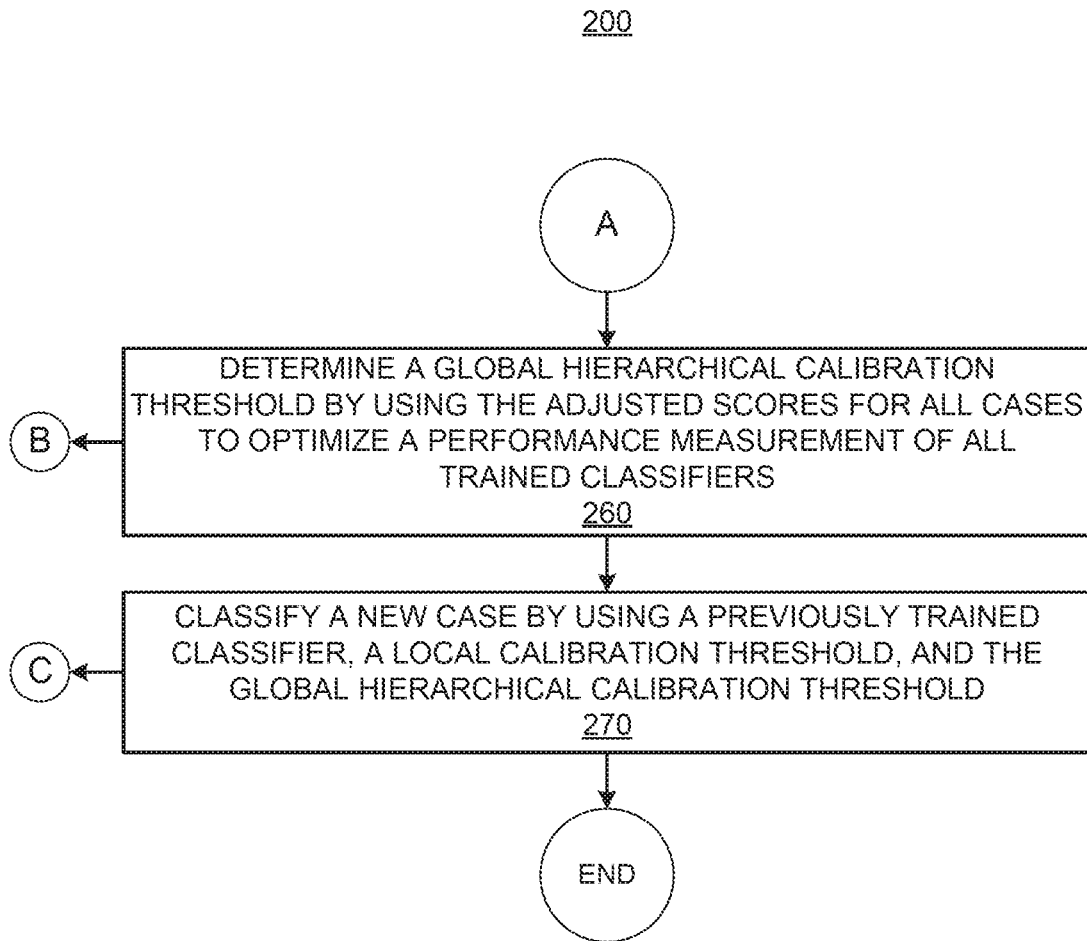 200
A
DETERMINE A GLOBAL HIERARCHICAL CALIBRATION
THRESHOLD BY USING THE ADJUSTED SCORES FOR ALL CASES
TO OPTIMIZE A PERFORMANCE MEASUREMENT OF ALL
TRAINED CLASSIFIERS
260
B
CLASSIFY A NEW CASE BY USING A PREVIOUSLY TRAINED
CLASSIFIER, A LOCAL CALIBRATION THRESHOLD, AND THE
GLOBAL HIERARCHICAL CALIBRATION THRESHOLD
270
C
END